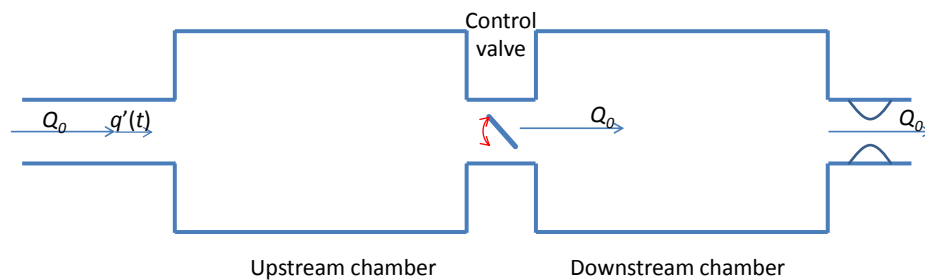 Control
valve
Q0 q'(t)
Q0
Q0
Upstream chamber
Downstream chamber